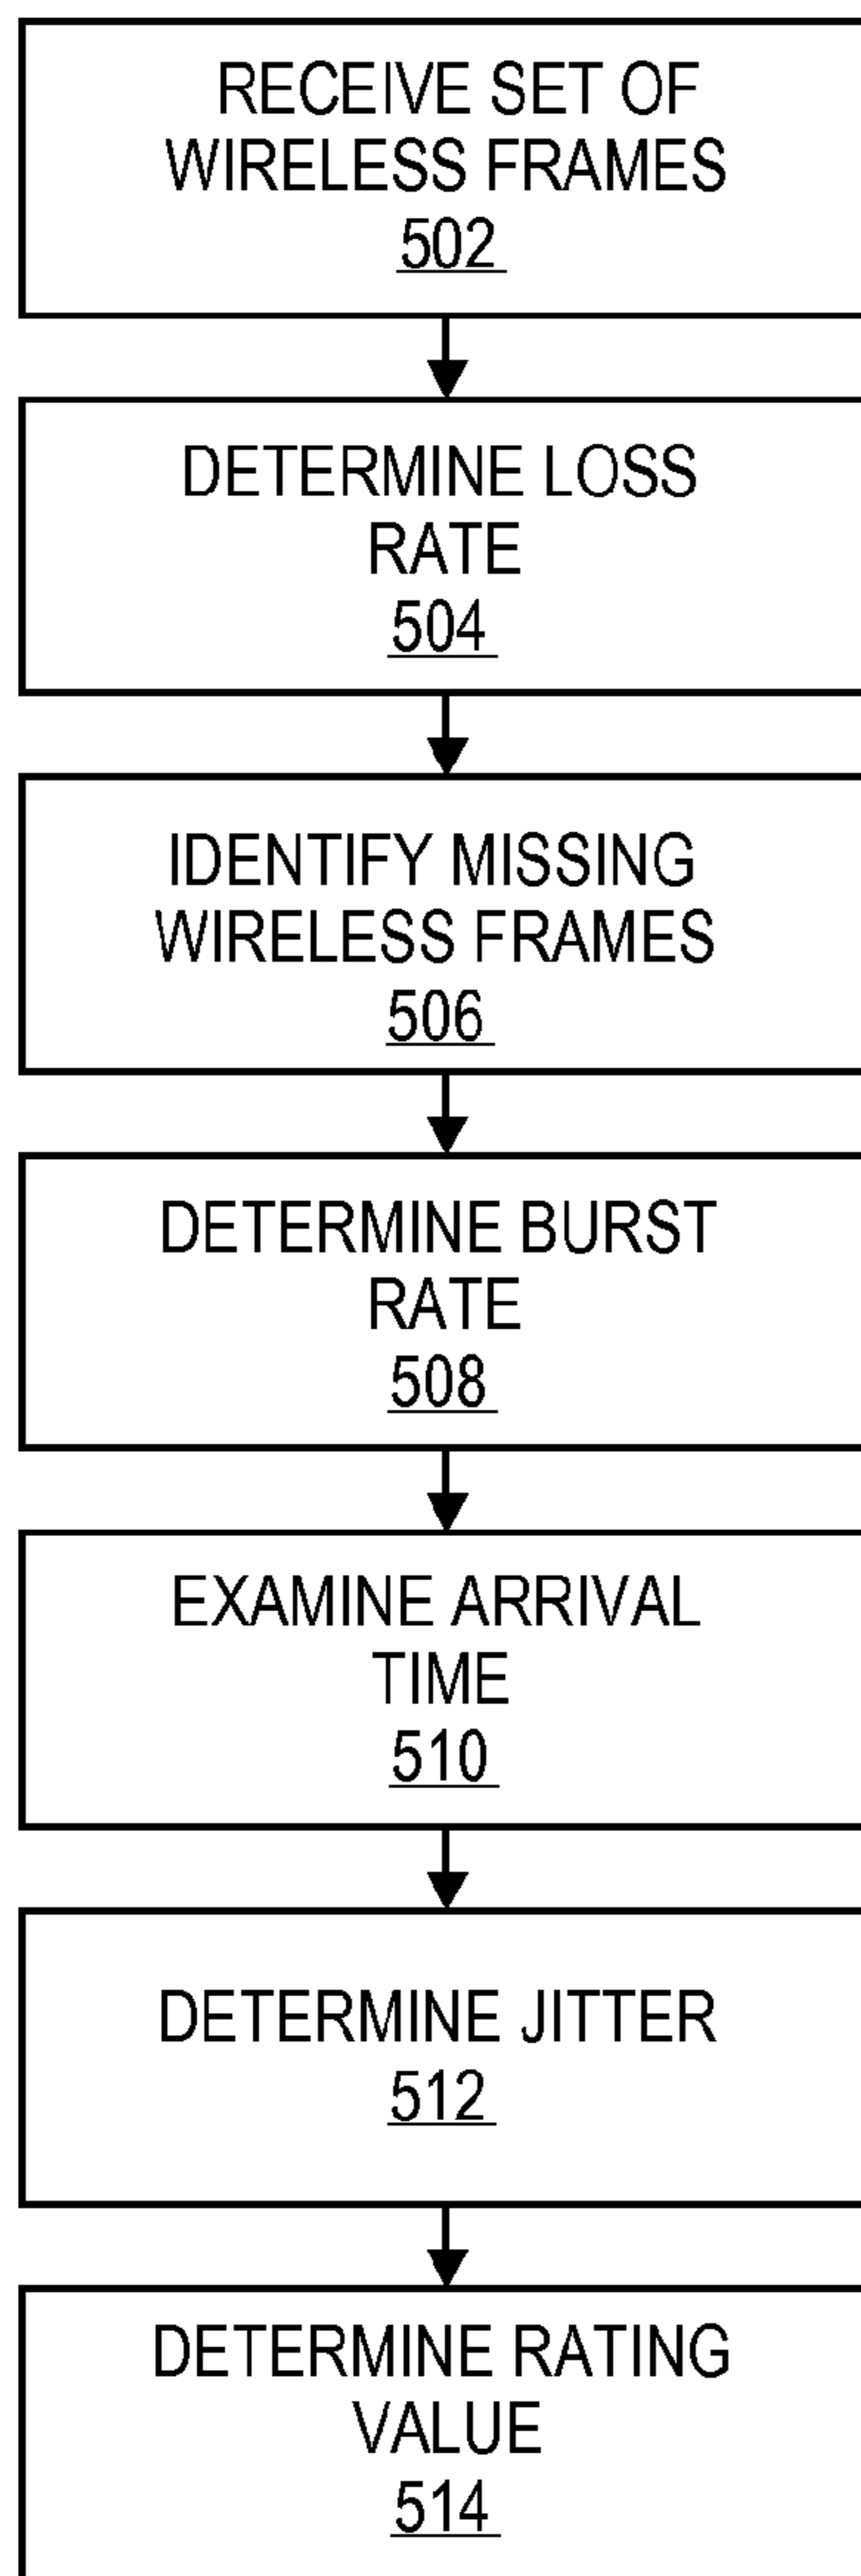 RECEIVE SET OF
WIRELESS FRAMES
502
DETERMINE LOSS
RATE
504
IDENTIFY MISSING
WIRELESS FRAMES
506
DETERMINE BURST
RATE
508
EXAMINE ARRIVAL
TIME
510
DETERMINE JITTER
512
DETERMINE RATING
VALUE
514